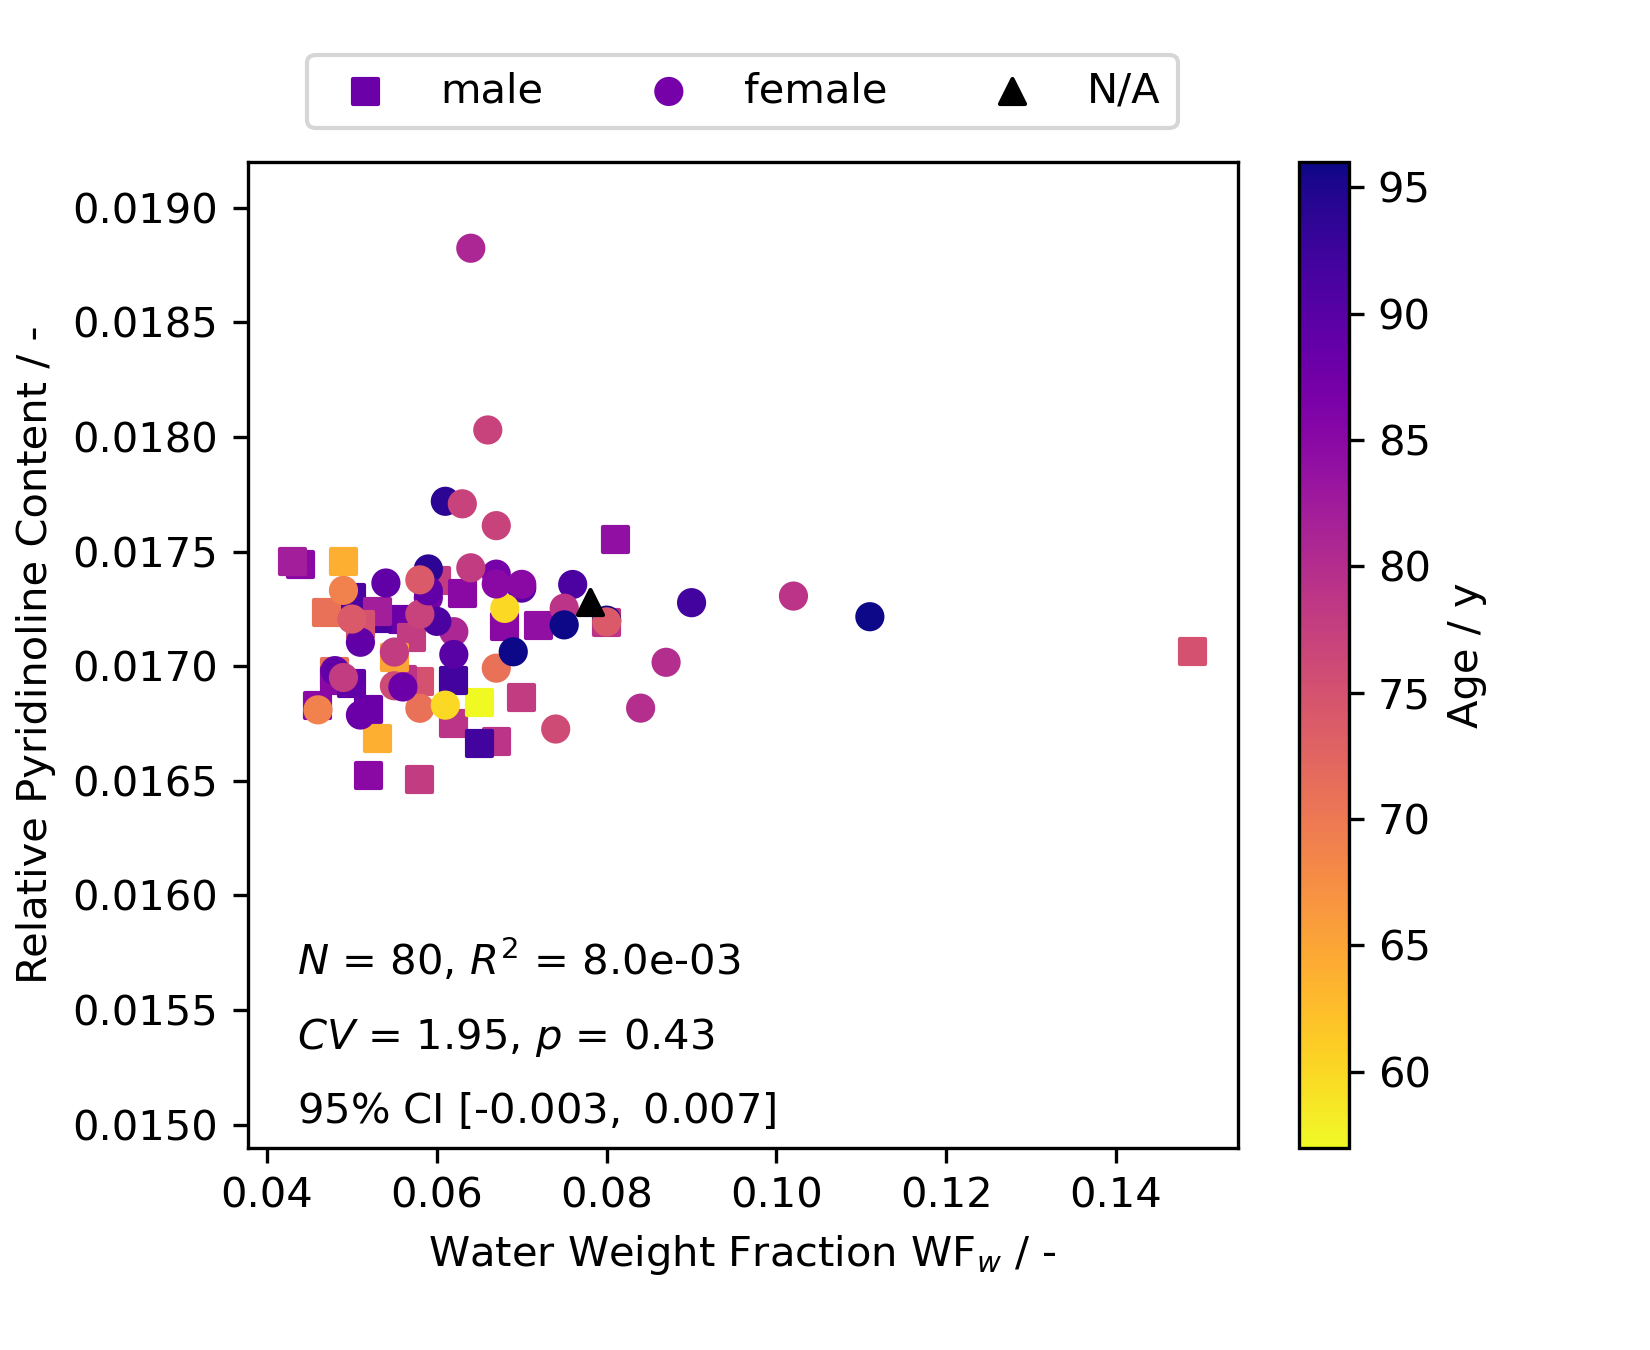 male female N/A
0.0190
0.0185
0.0180
0.0175
0.0170
0.0165
0.0160
0.0155
0.0150
Relative Pyridinoline Content / -
N = 80, R² = 8.0e-03
CV = 1.95, p = 0.43
95% CI [-0.003, 0.007]
0.04 0.06 0.08 0.10 0.12 0.14
Water Weight Fraction WF_w / -
95
90
85
80
75
70
65
60
Age / y